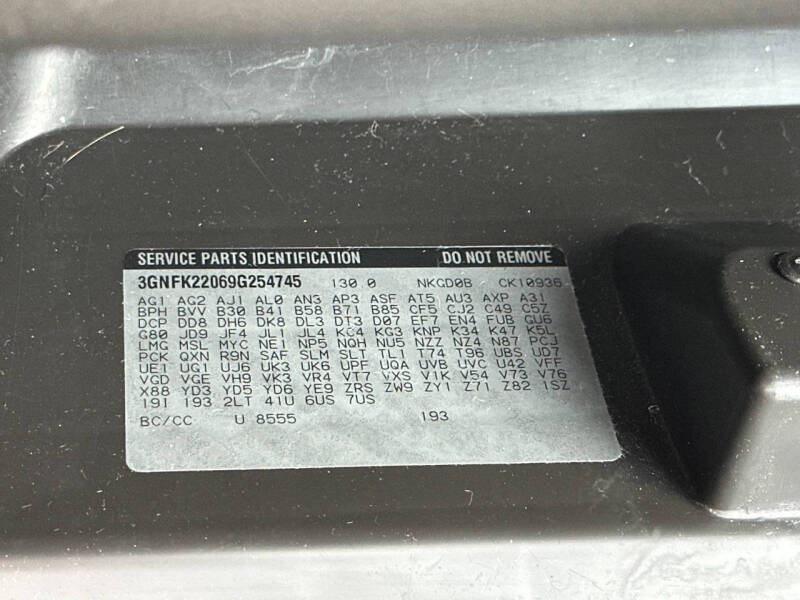 SERVICE PARTS IDENTIFICATION DO NOT REMOVE
3GNFK22069G254745 130.0 NKGD0B CK10936
AG1 AG2 AJ1 AL0 AN3 AP3 ASF AT5 AU3 AXP A31
BPH BVV B30 B41 B58 B71 B85 CF5 CJ2 C49 C5Z
DCP DD8 DH6 DK8 DL3 DT3 D07 EF7 EN4 FUB GU6
G80 JD9 JF4 JL1 JL4 KC4 KG3 KNP K34 K47 K5L
LMG MSL MYC NE1 NP5 NQH NU5 NZZ NZ4 N87 PCJ
PCK QXN R9N SAF SLM SLT TL1 T74 T96 UBS UD7
UE1 UG1 UJ6 UK3 UK6 UPF UQA UVB UVC U42 VFF
VGD VGE VH9 VK3 VR4 VT7 VXS V1K V54 V73 V76
X88 YD3 YD5 YD6 YE9 ZRS ZW9 ZY1 Z71 Z82 1SZ
19I 193 2LT 41U 6US 7US
BC/CC U 8555 193